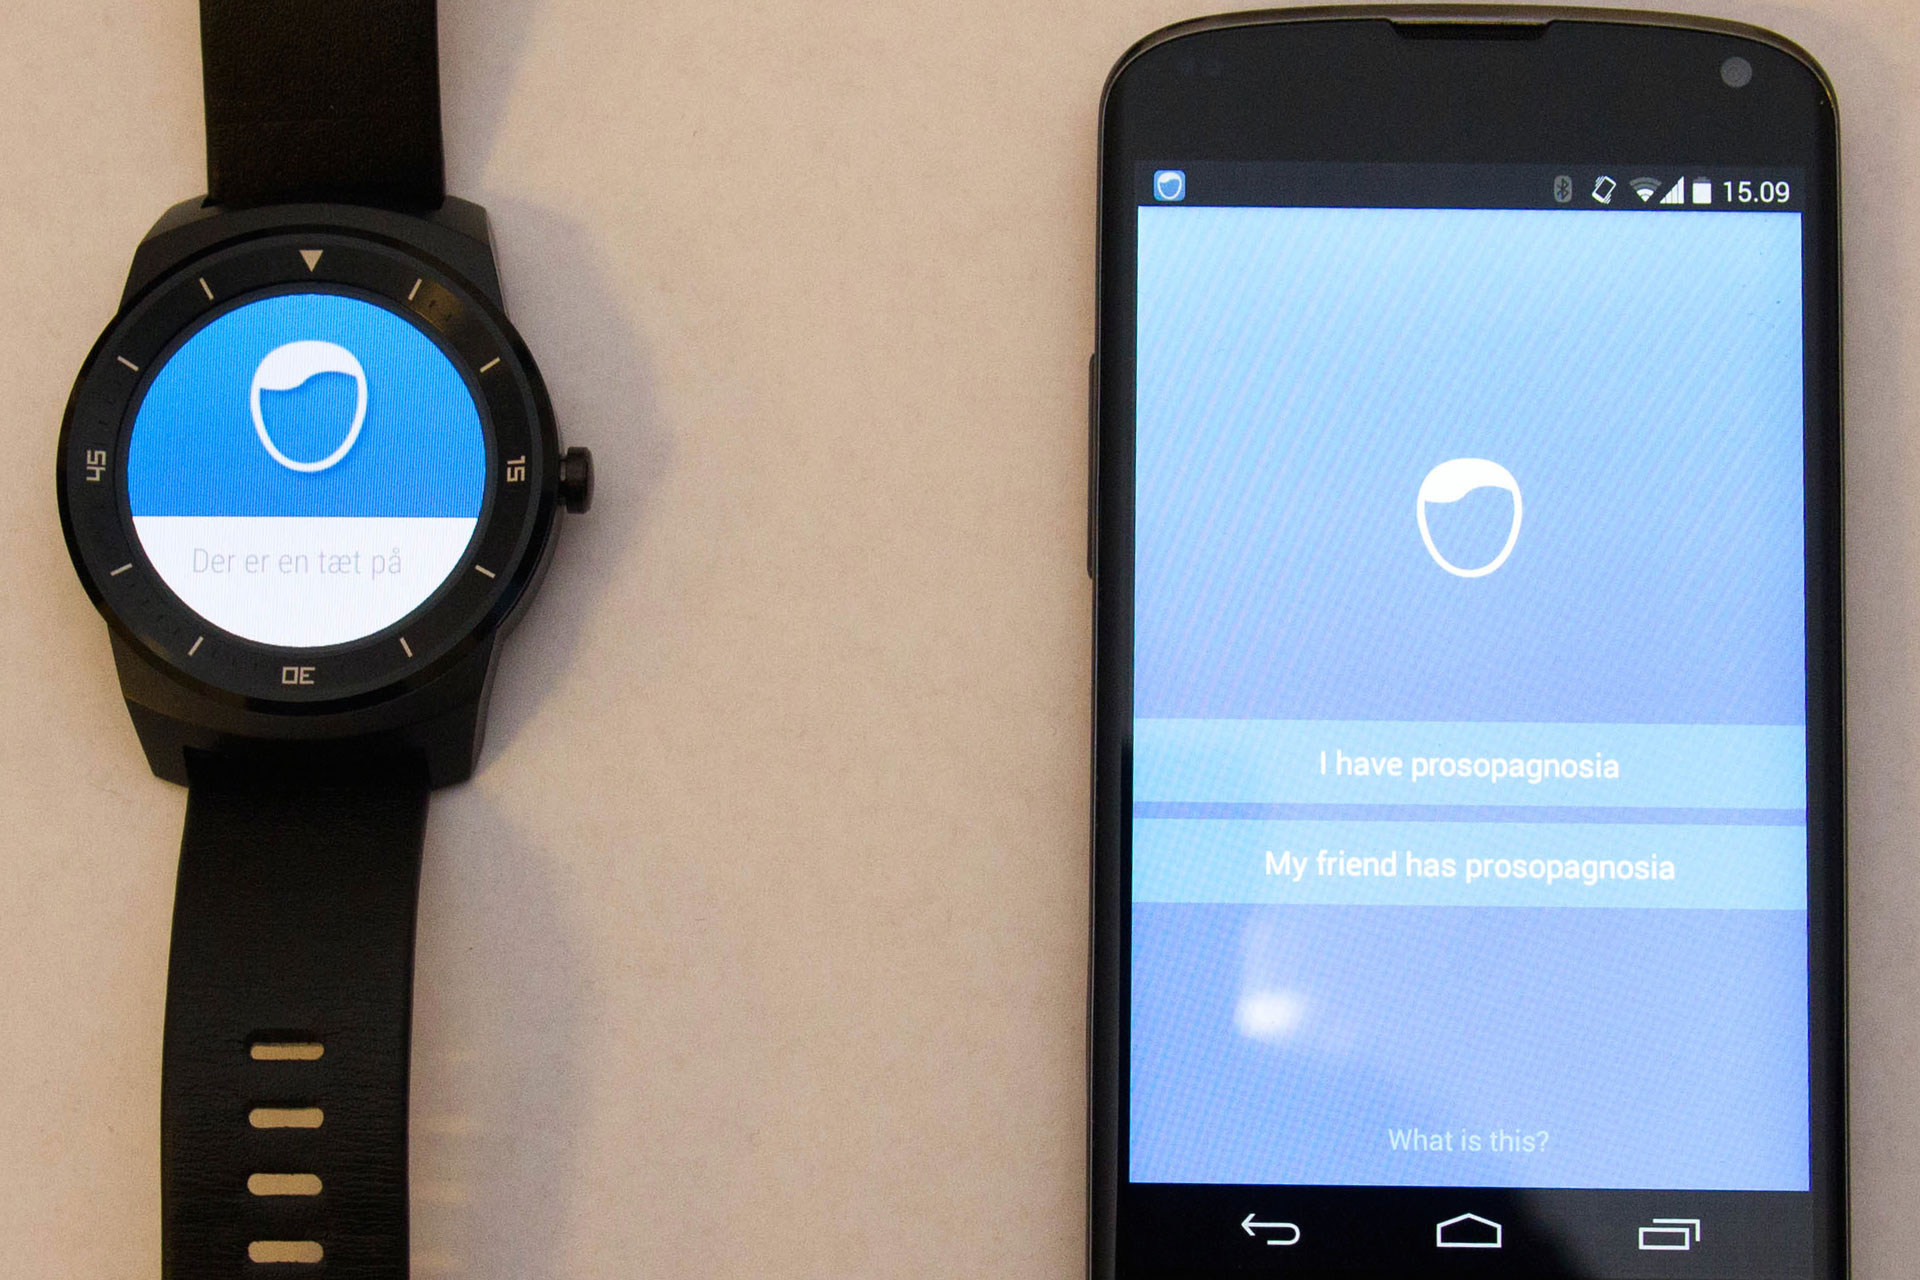 45
15
30
Der er en tæt på
15.09
I have prosopagnosia
My friend has prosopagnosia
What is this?